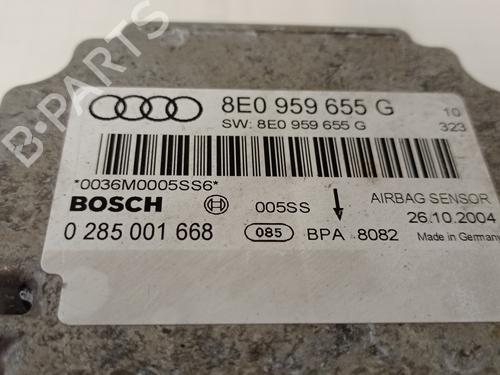 8E0 959 655 G
10
SW: 8E0 959 655 G
323
*0036M0005SS6*
BOSCH
005SS
AIRBAG SENSOR
26.10.2004
0 285 001 668
085
BPA 8082
Made in Germany
B-PARTS